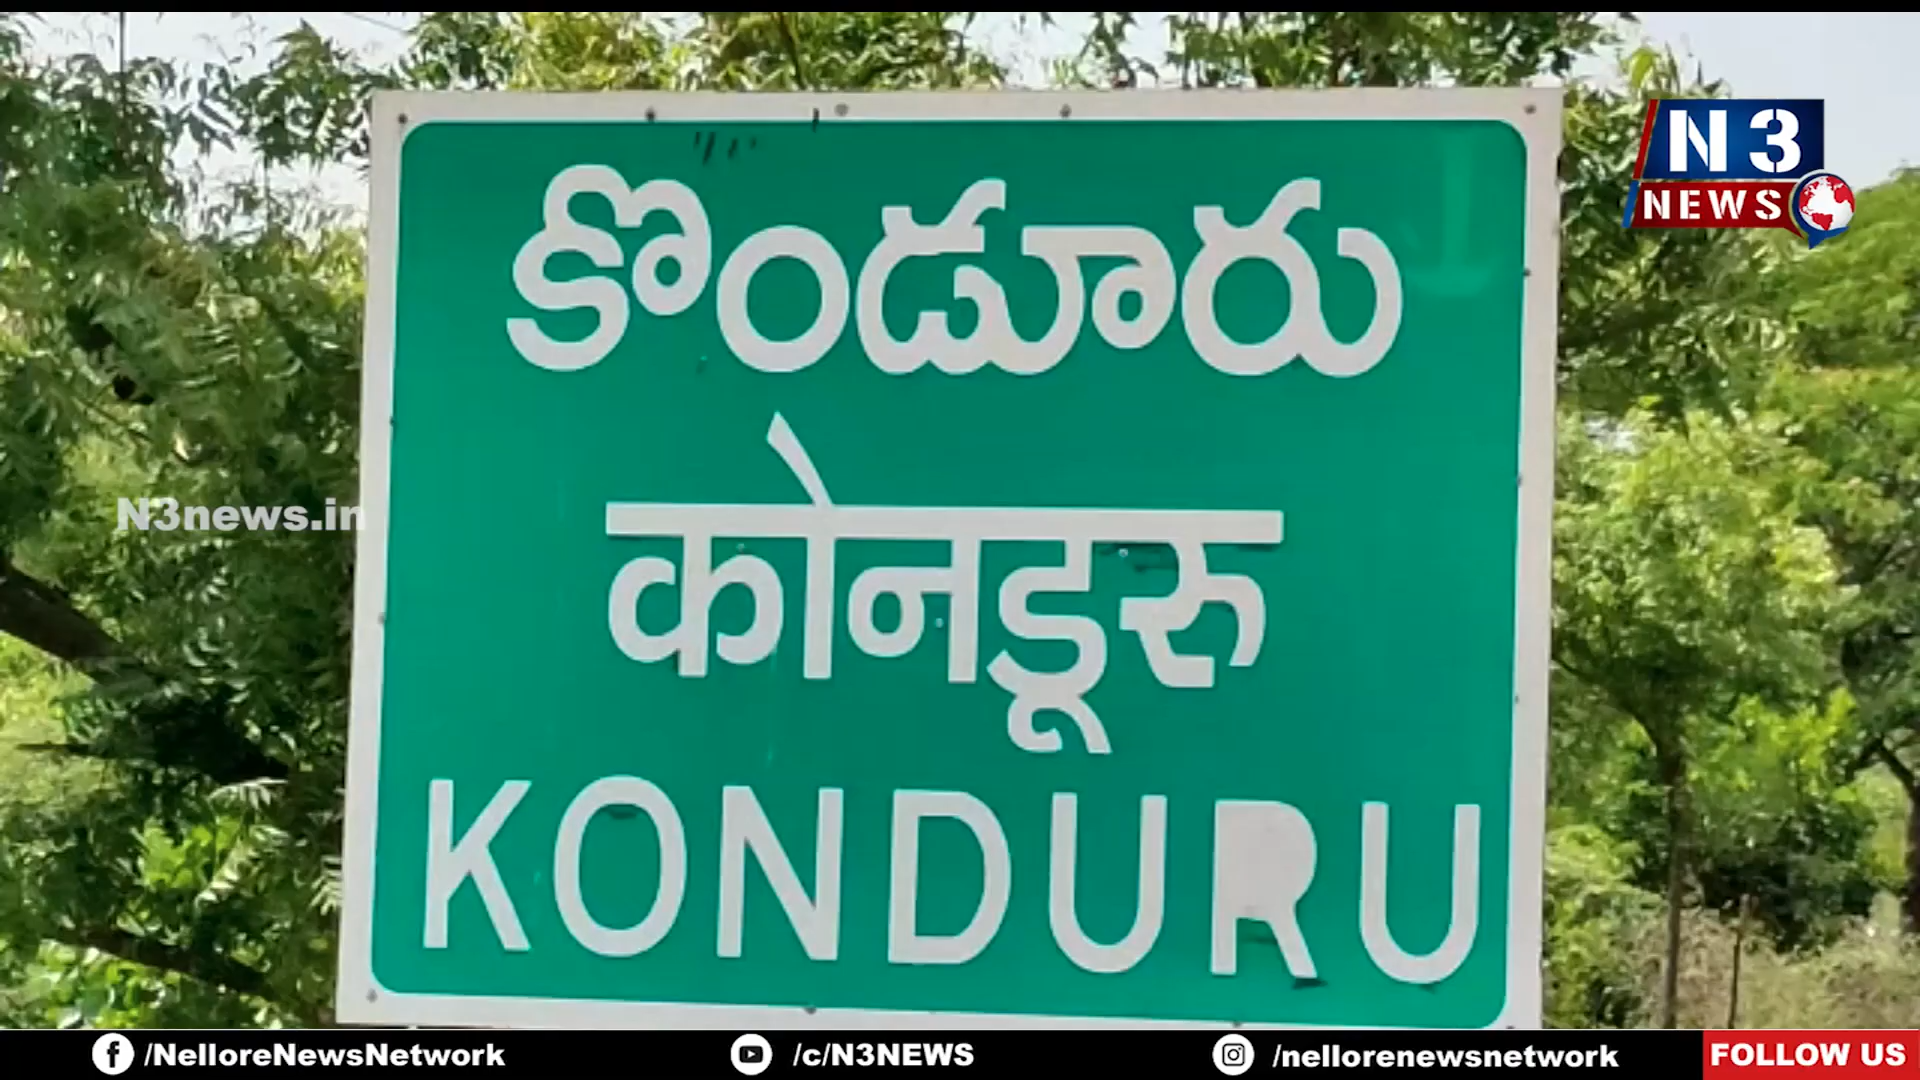 N 3
NEWS
కొండూరు
कोनडूरु
N3news.in
KONDURU
/NelloreNewsNetwork
/c/N3NEWS
/nellorenewsnetwork
FOLLOW US